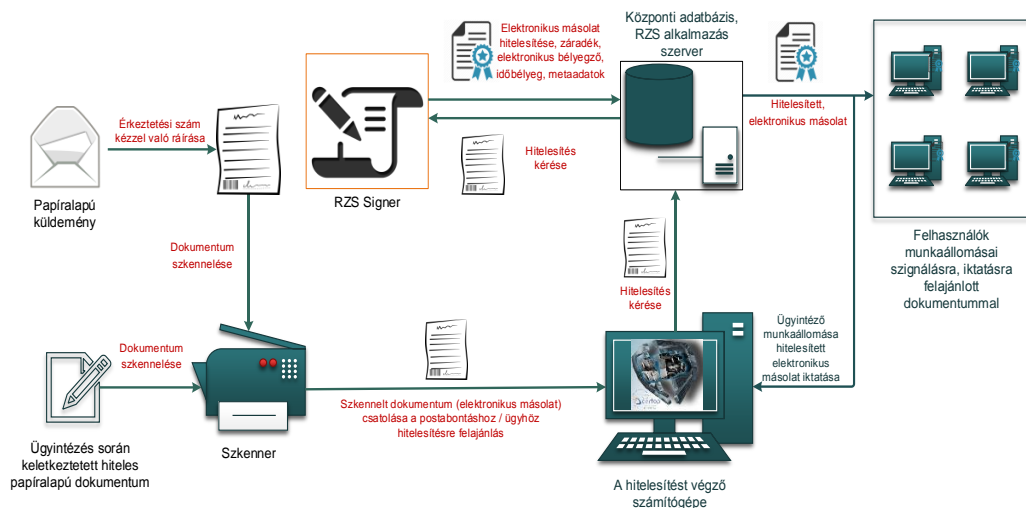 Elektronikus másolat
hitelesítése, záradék,
elektronikus bélyegző,
időbélyeg, metaadatok
Központi adatbázis,
RZS alkalmazás
szerver
Érkeztetési szám
kézzel való ráírása
Hitelesített,
elektronikus másolat
Hitelesítés
kérése
Papíralapú
küldemény
RZS Signer
Dokumentum
szkennelése
Hitelesítés
kérése
Felhasználók
munkaállomásai
szignálásra, iktatásra
felajánlott
dokumentummal
Dokumentum
szkennelése
Ügyintéző
munkaállomása
hitelesített
elektronikus
másolat iktatása
Szkennelt dokumentum (elektronikus másolat)
csatolása a postabontáshoz / ügyhöz
hitelesítésre felajánlás
Ügyintézés során
keletkeztetett hiteles
papíralapú dokumentum
Szkenner
A hitelesítést végző
számítógépe